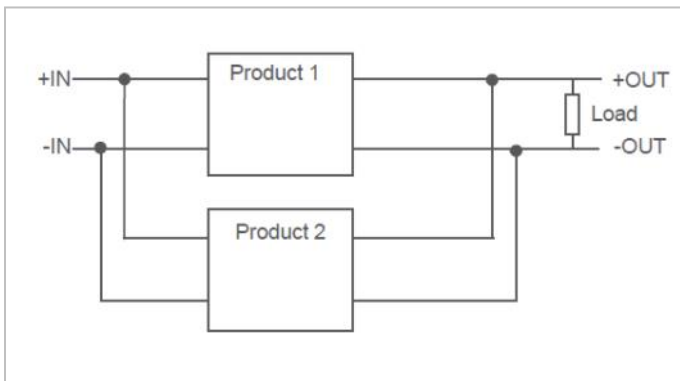 Product 1
+IN
+OUT
Load
-IN
-OUT
Product 2